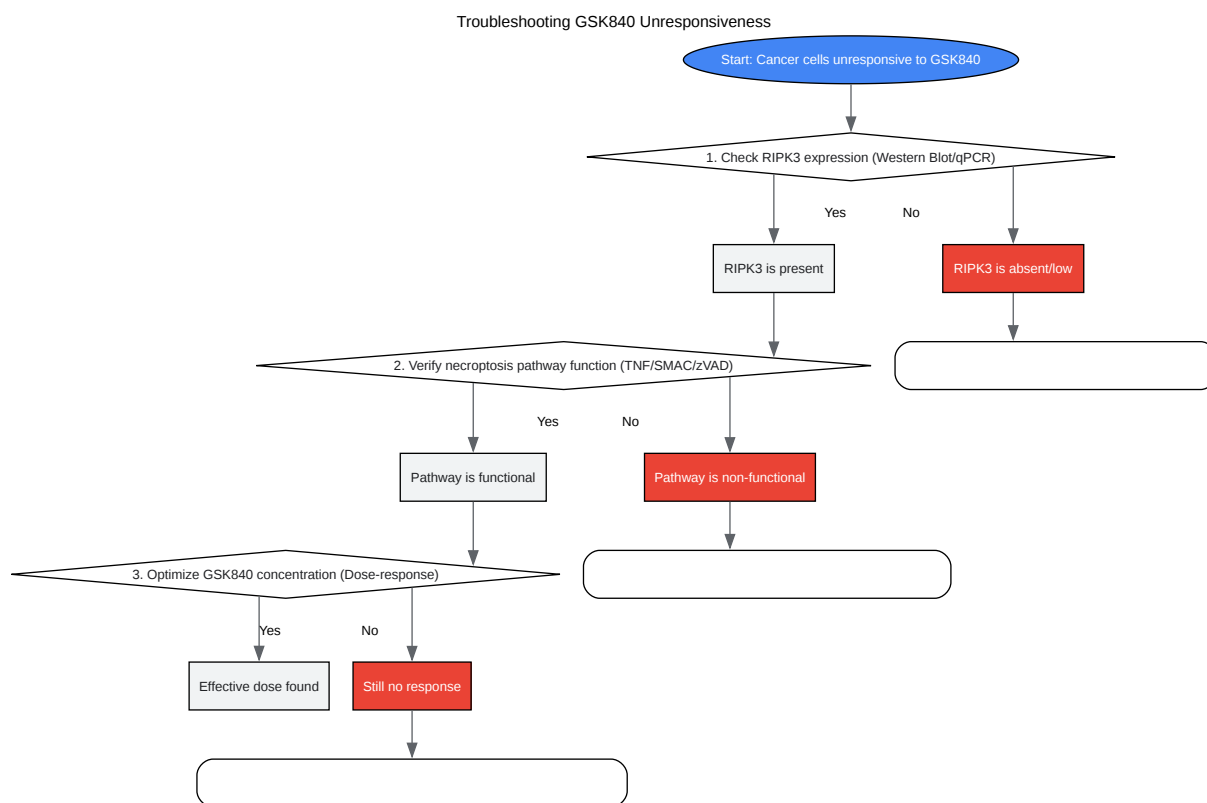 Troubleshooting GSK840 Unresponsiveness
Start: Cancer cells unresponsive to GSK840
1. Check RIPK3 expression (Western Blot/qPCR)
Yes
No
RIPK3 is present
RIPK3 is absent/low
2. Verify necroptosis pathway function (TNF/SMAC/zVAD)
Yes
No
Pathway is functional
Pathway is non-functional
3. Optimize GSK840 concentration (Dose-response)
Yes
No
Effective dose found
Still no response